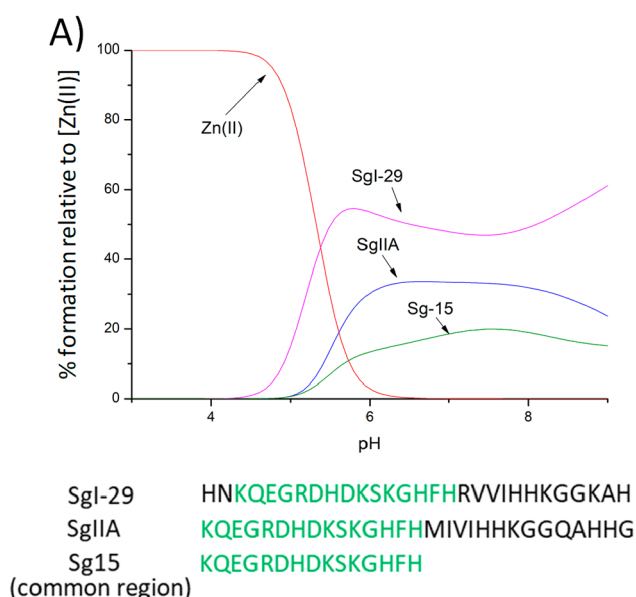 A)
% formation relative to [Zn(II)]
100
80
60
40
20
0
Zn(II)
SgI-29
SgIIA
Sg-15
4
6
8
pH
SgI-29 HNKQEGRDHDKSKGHFHRVVIHHKGGKAH
SgIIA KQEGRDHDKSKGHFHMIVIHHKGGQAHHG
Sg15 KQEGRDHDKSKGHFH
(common region)